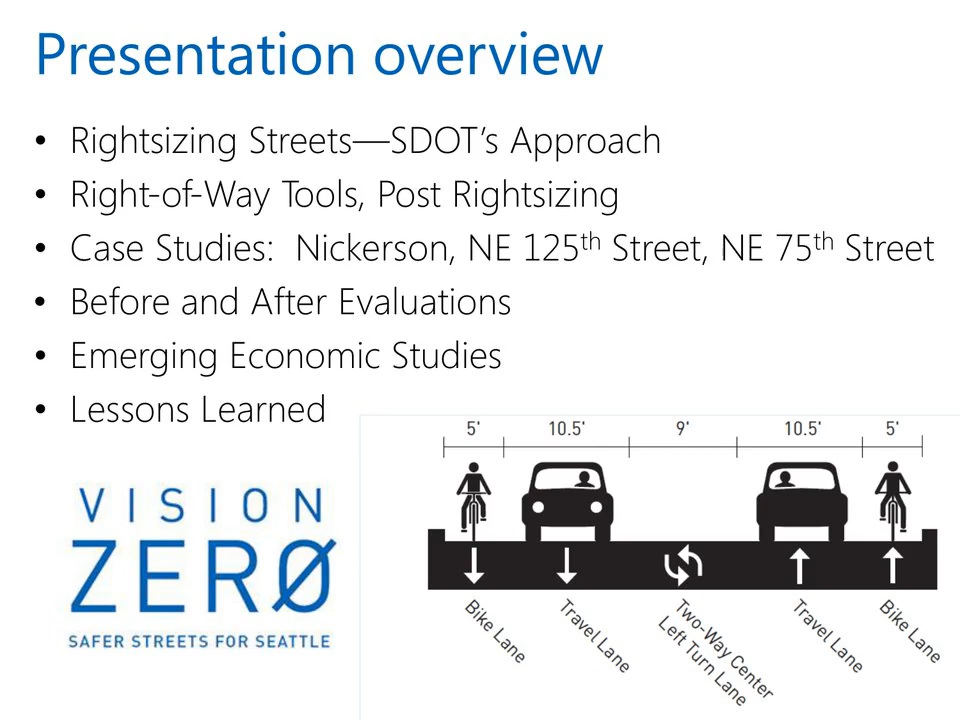 Presentation overview
• Rightsizing Streets—SDOT’s Approach
• Right-of-Way Tools, Post Rightsizing
• Case Studies:  Nickerson, NE 125th Street, NE 75th Street
• Before and After Evaluations
• Emerging Economic Studies
• Lessons Learned
5' 10.5' 9' 10.5' 5'
VISION
ZERØ
SAFER STREETS FOR SEATTLE
Bike Lane
Travel Lane
Two-Way Center
Left Turn Lane
Travel Lane
Bike Lane